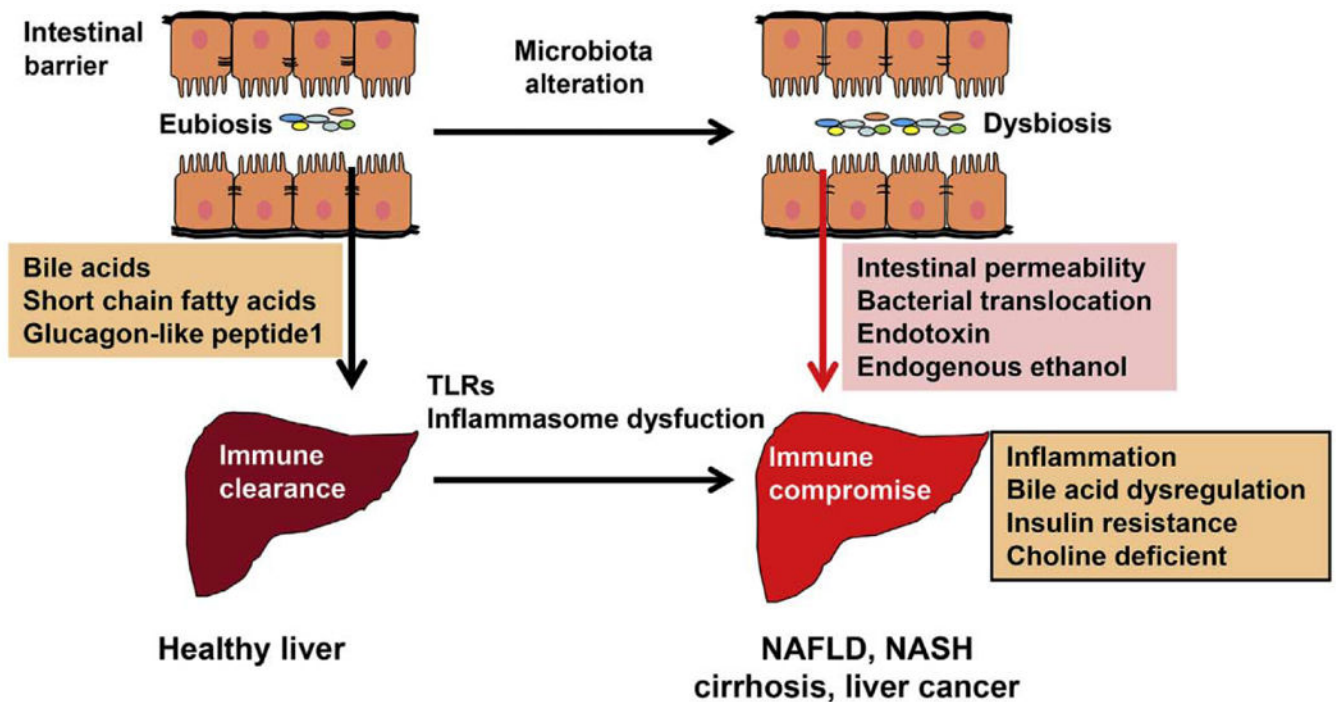 Intestinal
barrier
Microbiota
alteration
Eubiosis
Dysbiosis
Bile acids
Short chain fatty acids
Glucagon-like peptide1
Intestinal permeability
Bacterial translocation
Endotoxin
Endogenous ethanol
TLRs
Inflammasome dysfuction
Immune
clearance
Immune
compromise
Inflammation
Bile acid dysregulation
Insulin resistance
Choline deficient
Healthy liver
NAFLD, NASH
cirrhosis, liver cancer